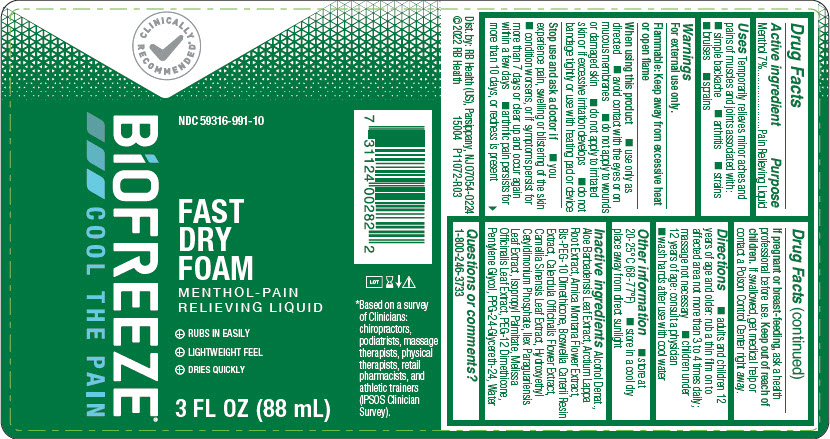 CLINICALLY
RECOMMENDED.
BIOFREEZE®
COOL THE PAIN
NDC 59316-991-10
FAST
DRY
FOAM
MENTHOL-PAIN
RELIEVING LIQUID
RUBS IN EASILY
LIGHTWEIGHT FEEL
DRIES QUICKLY
3 FL OZ (88 mL)
7 31124 00282 2
LOT
*Based on a survey
of Clinicians:
chiropractors,
podiatrists, massage
therapists, physical
therapists, retail
pharmacists, and
athletic trainers
(IPSOS Clinician
Survey).
Drug Facts
Active ingredient Purpose
Menthol 7%..................Pain Relieving Liquid
Uses Temporarily relieves minor aches and
pains of muscles and joints associated with:
■ simple backache ■ arthritis ■ strains
■ bruises ■ sprains
Warnings
For external use only.
Flammable: Keep away from excessive heat
or open flame
When using this product ■ use only as
directed ■ avoid contact with the eyes or on
mucous membranes ■ do not apply to wounds
or damaged skin ■ do not apply to irritated
skin or if excessive irritation develops ■ do not
bandage tightly or use with heating pad or device
Stop use and ask a doctor if ■ you
experience pain, swelling or blistering of the skin
■ condition worsens, or if symptoms persist for
more than 7 days or clear up and occur again
within a few days ■ arthritic pain persists for
more than 10 days, or redness is present
Dist. by: RB Health (US), Parsippany, NJ 07054-0224
©2022 RB Health 15004 P11072-R03
Drug Facts (continued)
If pregnant or breast-feeding, ask a health
professional before use. Keep out of reach of
children. If swallowed, get medical help or
contact a Poison Control Center right away.
Directions ■ adults and children 12
years of age and older: rub a thin film on to
affected area not more than 3 to 4 times daily;
massage not necessary ■ children under
12 years of age: consult a physician
■ wash hands after use with cool water
Other information ■ store at
20-25°C (68-77°F) ■ store in a cool dry
place away from direct sunlight
Inactive ingredients Alcohol Denat.,
Aloe Barbadensis Leaf Extract, Arctium Lappa
Root Extract, Arnica Montana Flower Extract,
Bis-PEG-10 Dimethicone, Boswellia Carterii Resin
Extract, Calendula Officinalis Flower Extract,
Camellia Sinensis Leaf Extract, Hydroxyethyl
Cetyldimonium Phosphate, Ilex Paraguariensis
Leaf Extract, Isopropyl Palmitate, Melissa
Officinalis Leaf Extract, PEG-12 Dimethicone,
Pentylene Glycol, PPG-24-Glycereth-24, Water
Questions or comments?
1-800-246-3733